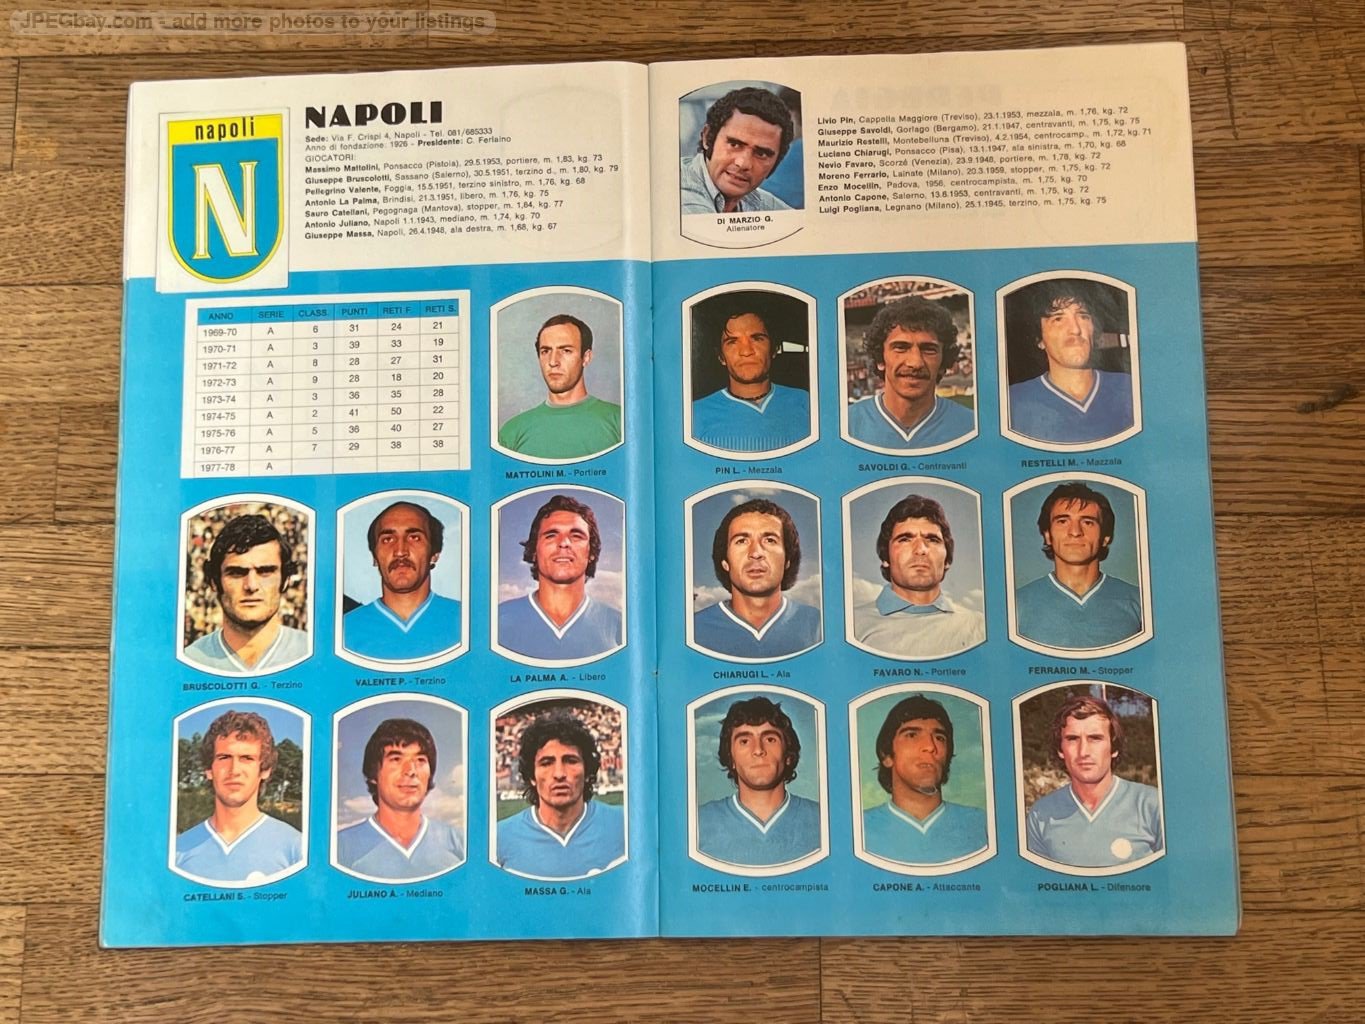 JPEGbay.com - add more photos to your listings
napoli
N
NAPOLI
Sede: Via F. Crispi 4, Napoli - Tel. 081/685333
Anno di fondazione: 1926 - Presidente: C. Ferlaino
GIOCATORI:
Massimo Mattolini, Ponsacco (Pistoia), 29.5.1953, portiere, m. 1,83, kg. 73
Giuseppe Bruscolotti, Sassano (Salerno), 30.5.1951, terzino d., m. 1,80, kg. 79
Pellegrino Valente, Foggia, 15.5.1951, terzino sinistro, m. 1,76, kg. 68
Antonio La Palma, Brindisi, 21.3.1951, libero, m. 1,76, kg. 75
Sauro Catellani, Pegognaga (Mantova), stopper, m. 1,84, kg. 77
Antonio Juliano, Napoli 1.1.1943, mediano, m. 1,74, kg. 70
Giuseppe Massa, Napoli, 26.4.1948, ala destra, m. 1,68, kg. 67
DI MARZIO G.
Allenatore
Livio Pin, Cappella Maggiore (Treviso), 23.1.1953, mezzala, m. 1,76, kg. 72
Giuseppe Savoldi, Gorlago (Bergamo), 21.1.1947, centravanti, m. 1,75, kg. 75
Maurizio Restelli, Montebelluna (Treviso), 4.2.1954, centrocamp., m. 1,72, kg. 71
Luciano Chiarugi, Ponsacco (Pisa), 13.1.1947, ala sinistra, m. 1,70, kg. 68
Nevio Favaro, Scorzé (Venezia), 23.9.1948, portiere, m. 1,78, kg. 72
Moreno Ferrario, Lainate (Milano), 20.3.1959, stopper, m. 1,75, kg. 72
Enzo Mocellin, Padova, 1956, centrocampista, m. 1,75, kg. 70
Antonio Capone, Salerno, 13.6.1953, centravanti, m. 1,75, kg. 72
Luigi Pogliana, Legnano (Milano), 25.1.1945, terzino, m. 1,75, kg. 75
ANNO SERIE CLASS. PUNTI RETI F. RETI S.
1969-70 A 6 31 24 21
1970-71 A 3 39 33 19
1971-72 A 8 28 27 31
1972-73 A 9 28 18 20
1973-74 A 3 36 35 28
1974-75 A 2 41 50 22
1975-76 A 5 36 40 27
1976-77 A 7 29 38 38
1977-78 A
MATTOLINI M. - Portiere
PIN L. - Mezzala
SAVOLDI G. - Centravanti
RESTELLI M. - Mazzala
BRUSCOLOTTI G. - Terzino
VALENTE P. - Terzino
LA PALMA A. - Libero
CHIARUGI L. - Ala
FAVARO N. - Portiere
FERRARIO M. - Stopper
CATELLANI S. - Stopper
JULIANO A. - Mediano
MASSA G. - Ala
MOCELLIN E. - centrocampista
CAPONE A. - Attaccante
POGLIANA L. - Difensore